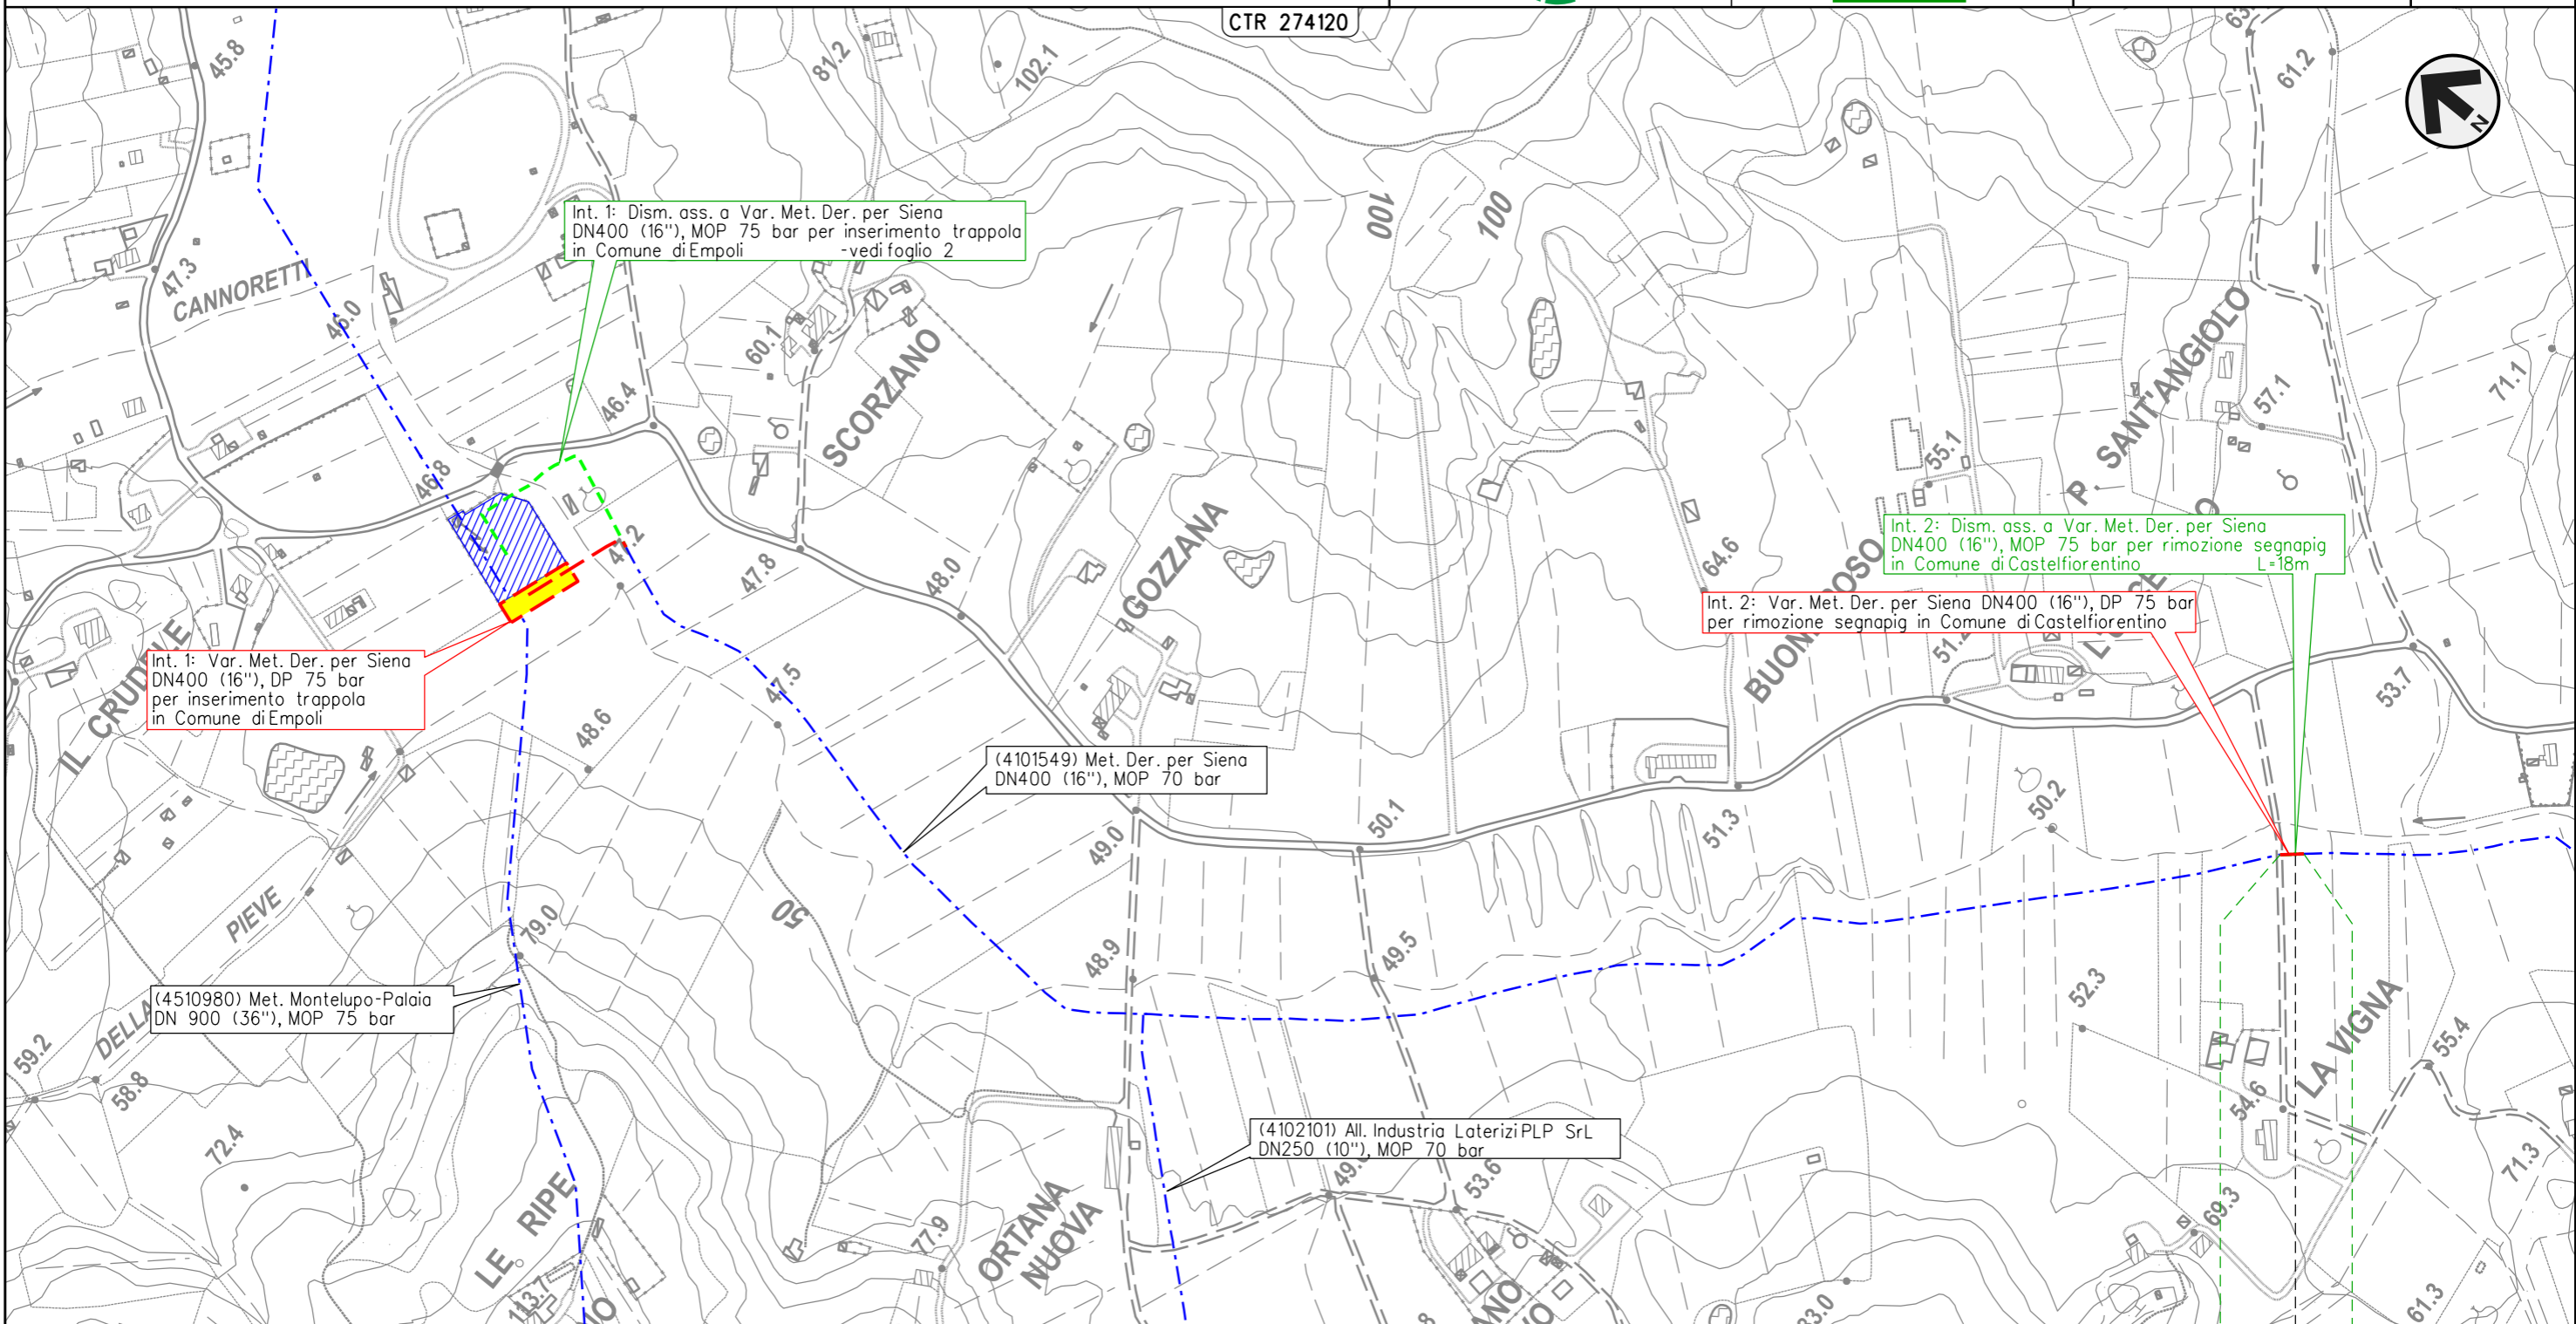 CTR 274120
45.8
81.2
102.1
63.
61.2
N
100
100
Int. 1: Dism. ass. a Var. Met. Der. per Siena
DN400 (16"), MOP 75 bar per inserimento trappola
in Comune di Empoli -vedi foglio 2
47.3
CANNORETTI
46.0
60.1
SCORZANO
46.4
46.8
47.2
47.8
48.0
GOZZANA
64.6
55.1
P. SANT'ANGIOLO
57.1
71.1
Int. 2: Dism. ass. a Var. Met. Der. per Siena
DN400 (16"), MOP 75 bar per rimozione segnapig
in Comune di Castelfiorentino L=18m
Int. 2: Var. Met. Der. per Siena DN400 (16"), DP 75 bar
per rimozione segnapig in Comune di Castelfiorentino
IL CRUDELE
Int. 1: Var. Met. Der. per Siena
DN400 (16"), DP 75 bar
per inserimento trappola
in Comune di Empoli
47.5
48.6
51.2
53.7
(4101549) Met. Der. per Siena
DN400 (16"), MOP 70 bar
49.0
50.1
51.3
50.2
50
PIEVE
DELLA
79.0
48.9
49.5
52.3
LA VIGNA
(4510980) Met. Montelupo-Palaia
DN 900 (36"), MOP 75 bar
59.2
58.8
72.4
55.4
54.6
(4102101) All. Industria Laterizi PLP SrL
DN250 (10"), MOP 70 bar
53.6
71.3
69.3
LE RIPE
113.7
77.9
ORTANA
NUOVA
61.3